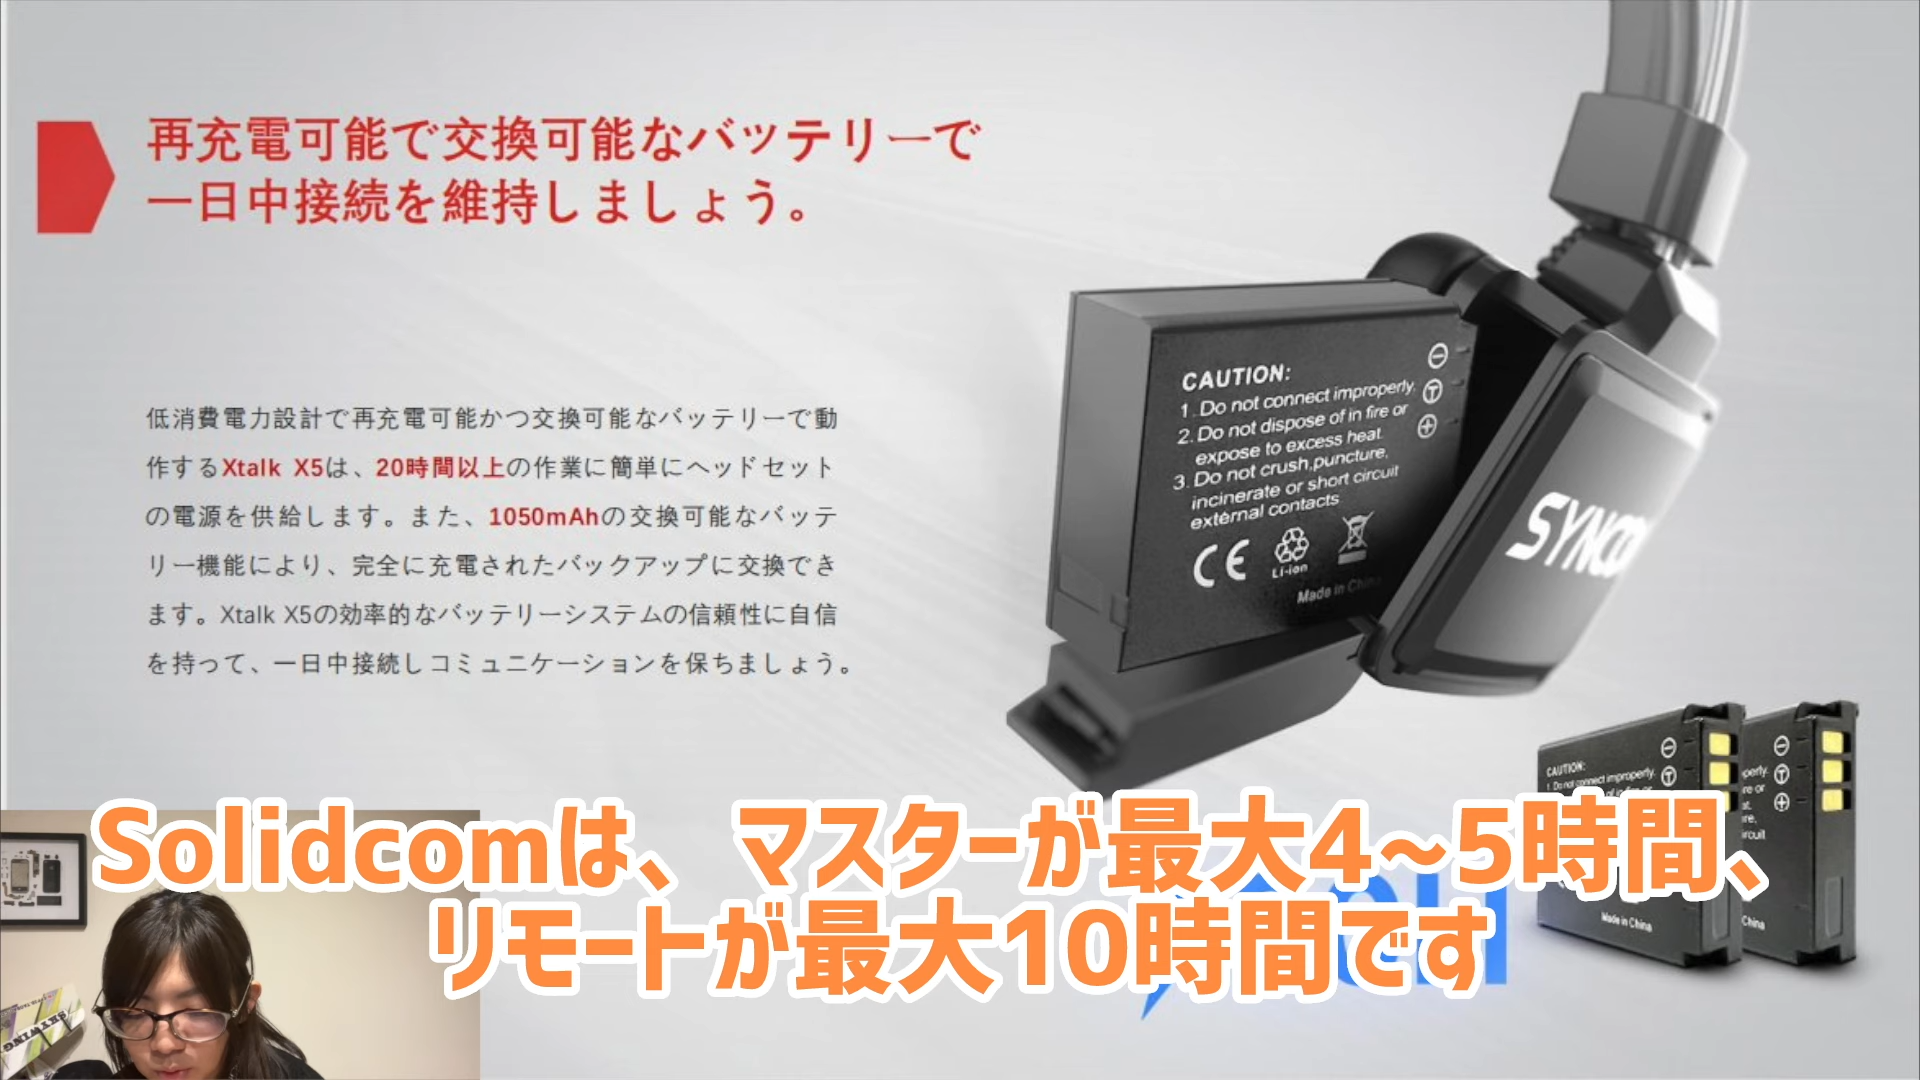 再充電可能で交換可能なバッテリーで
一日中接続を維持しましょう。
低消費電力設計で再充電可能かつ交換可能なバッテリーで動
作するXtalk X5は、20時間以上の作業に簡単にヘッドセット
の電源を供給します。また、1050mAhの交換可能なバッテ
リー機能により、完全に充電されたバックアップに交換でき
ます。Xtalk X5の効率的なバッテリーシステムの信頼性に自信
を持って、一日中接続しコミュニケーションを保ちましょう。
CAUTION:
1. Do not connect improperly.
2. Do not dispose of in fire or
expose to excess heat.
3. Do not crush,puncture,
incinerate or short circuit
external contacts
CE
Li-ion
Made in China
T
SYNCO
CAUTION:
1. Do not connect improperly.
T
T
Made in China
China
Solidcomは、マスターが最大4~5時間、
リモートが最大10時間です
SKYWING